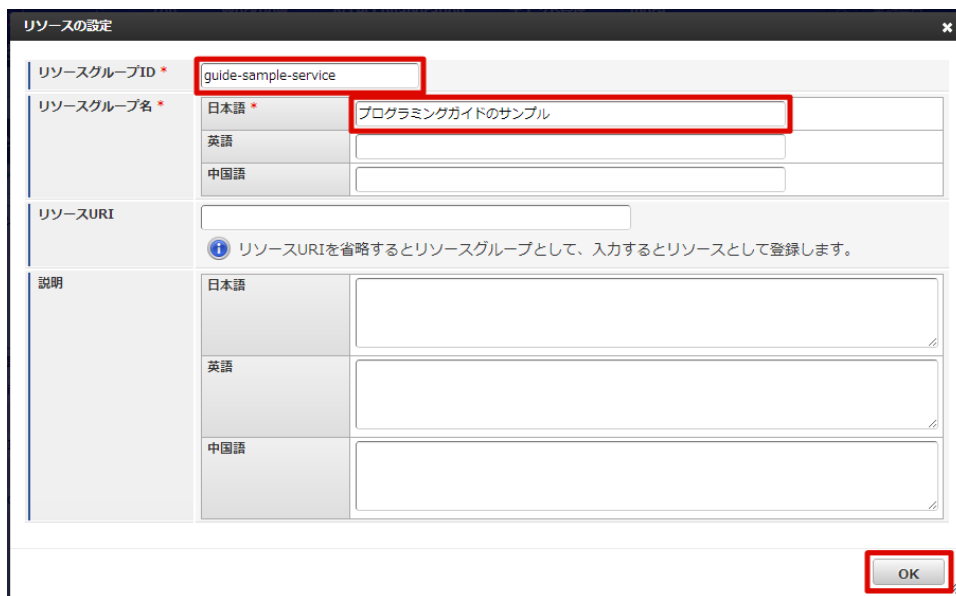 リソースの設定
リソースグループID *
guide-sample-service
リソースグループ名 *
日本語 *
プログラミングガイドのサンプル
英語
中国語
リソースURI
リソースURIを省略するとリソースグループとして、入力するとリソースとして登録します。
説明
日本語
英語
中国語
OK